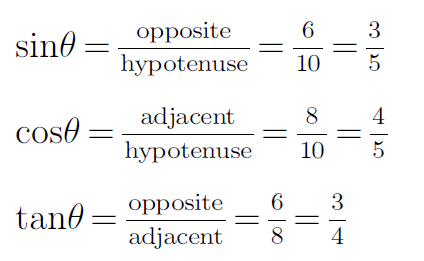 sinθ = opposite/hypotenuse = 6/10 = 3/5
cosθ = adjacent/hypotenuse = 8/10 = 4/5
tanθ = opposite/adjacent = 6/8 = 3/4